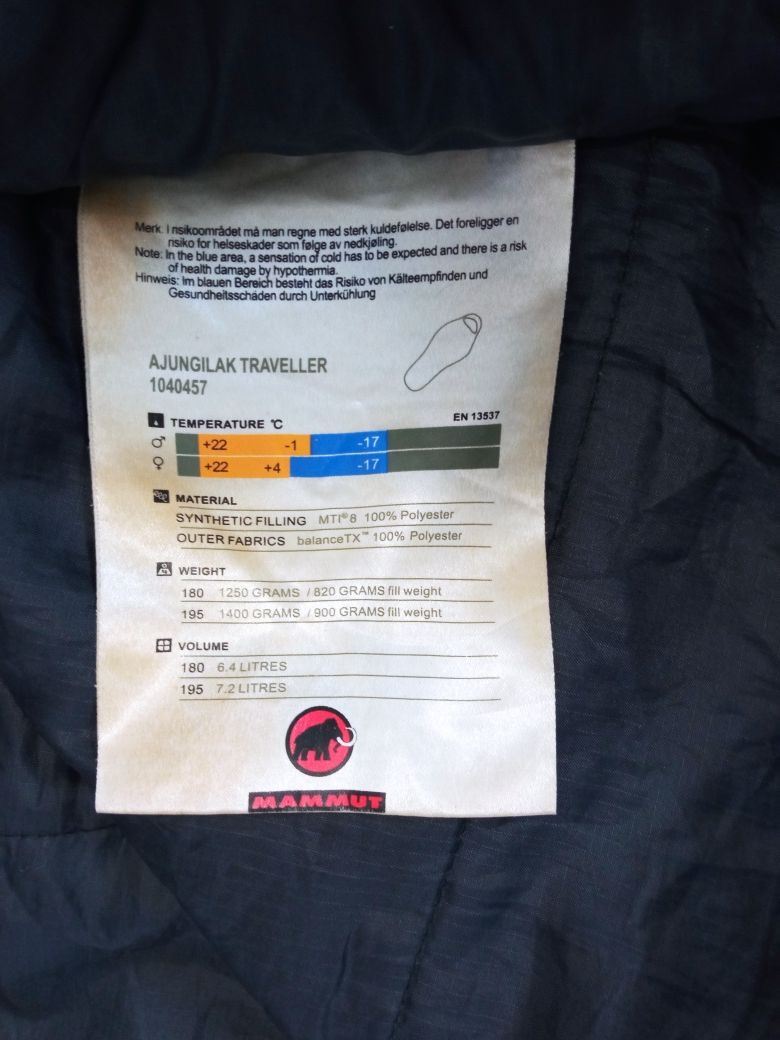 Merk: I risikoområdet må man regne med sterk kuldefølelse. Det foreligger en
risiko for helseskader som følge av nedkjøling.
Note: In the blue area, a sensation of cold has to be expected and there is a risk
of health damage by hypothermia.
Hinweis: Im blauen Bereich besteht das Risiko von Kälteempfinden und
Gesundheitsschäden durch Unterkühlung
AJUNGILAK TRAVELLER
1040457
TEMPERATURE °C EN 13537
♂ +22 -1 -17
♀ +22 +4 -17
MATERIAL
SYNTHETIC FILLING MTI®8 100% Polyester
OUTER FABRICS balanceTX™ 100% Polyester
WEIGHT
180 1250 GRAMS / 820 GRAMS fill weight
195 1400 GRAMS / 900 GRAMS fill weight
VOLUME
180 6.4 LITRES
195 7.2 LITRES
MAMMUT